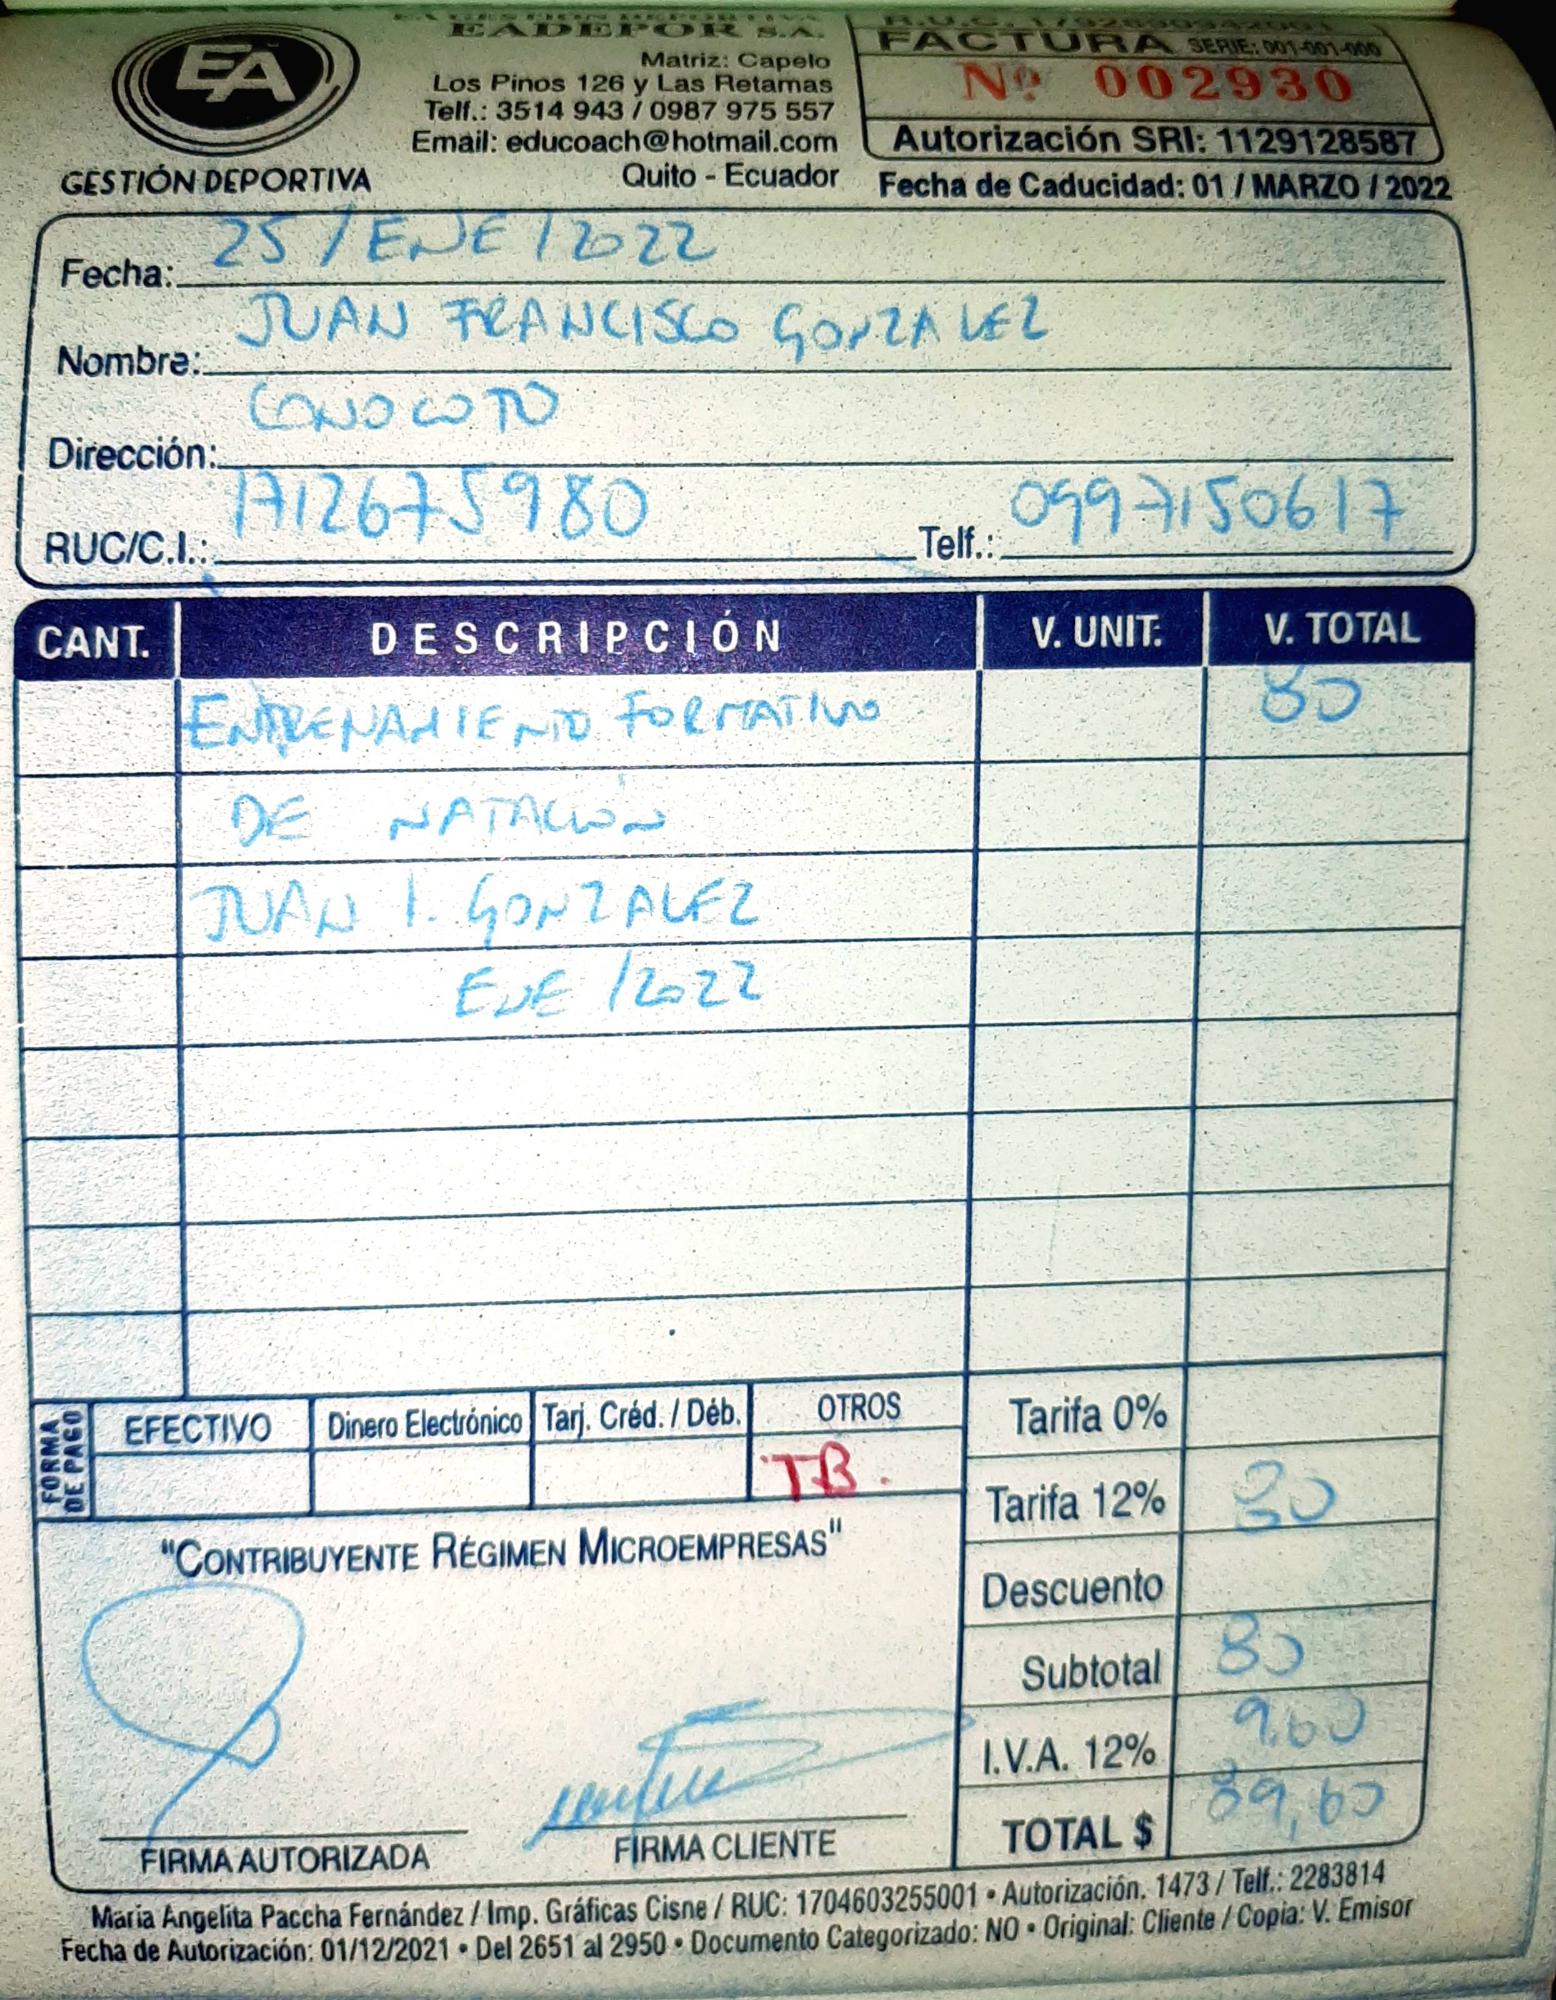 EA GESTIÓN DEPORTIVA
EADEPOR S.A.
Matriz: Capelo
Los Pinos 126 y Las Retamas
Telf.: 3514 943 / 0987 975 557
Email: educoach@hotmail.com
Quito - Ecuador
EA
GESTIÓN DEPORTIVA
R.U.C.
FACTURA SERIE: 001-001-000
Nº 002930
Autorización SRI: 1129128587
Fecha de Caducidad: 01 / MARZO / 2022
Fecha: 25 / ENE / 2022
Nombre: JUAN FRANCISCO GONZALEZ
Dirección: CONOCOTO
RUC/C.I.: 1712675980 Telf.: 0997150617
CANT. DESCRIPCIÓN V. UNIT. V. TOTAL
ENTRENAMIENTO FORMATIVO 80
DE NATACIÓN
JUAN I. GONZALEZ
ENE /2022
FORMA DE PAGO EFECTIVO Dinero Electrónico Tarj. Créd. / Déb. OTROS
TB.
Tarifa 0%
Tarifa 12% 80
Descuento
Subtotal 80
I.V.A. 12% 9.60
TOTAL $ 89,60
"CONTRIBUYENTE RÉGIMEN MICROEMPRESAS"
FIRMA AUTORIZADA FIRMA CLIENTE
María Angelita Paccha Fernández / Imp. Gráficas Cisne / RUC: 1704603255001 • Autorización. 1473 / Telf.: 2283814
Fecha de Autorización: 01/12/2021 • Del 2651 al 2950 • Documento Categorizado: NO • Original: Cliente / Copia: V. Emisor